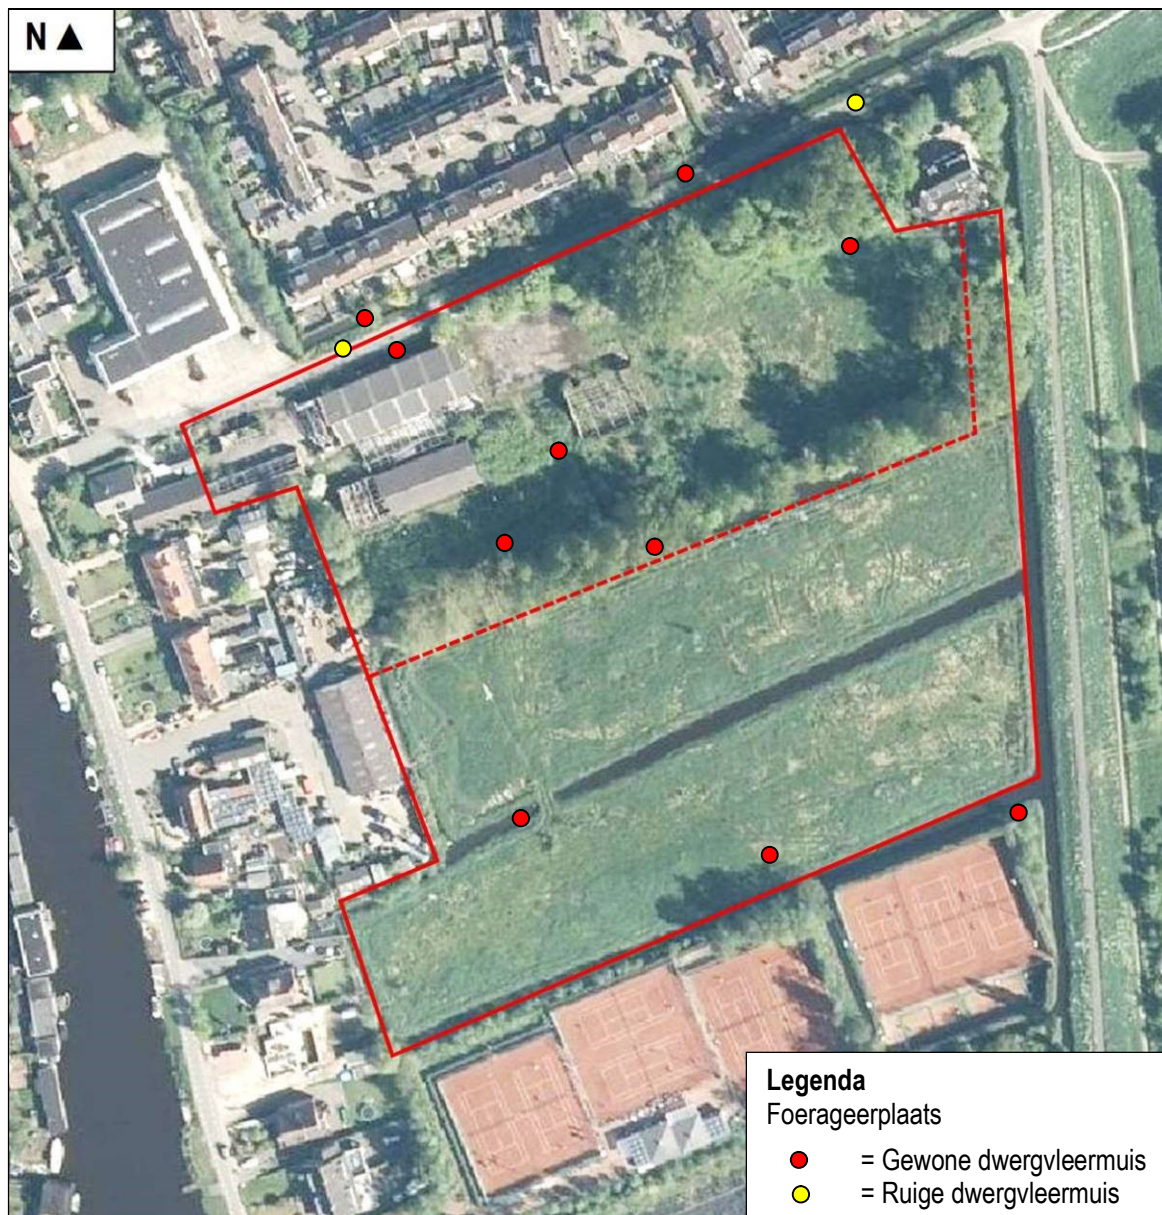 N ▲
Legenda
Foerageerplaats
= Gewone dwergvleermuis
= Ruige dwergvleermuis